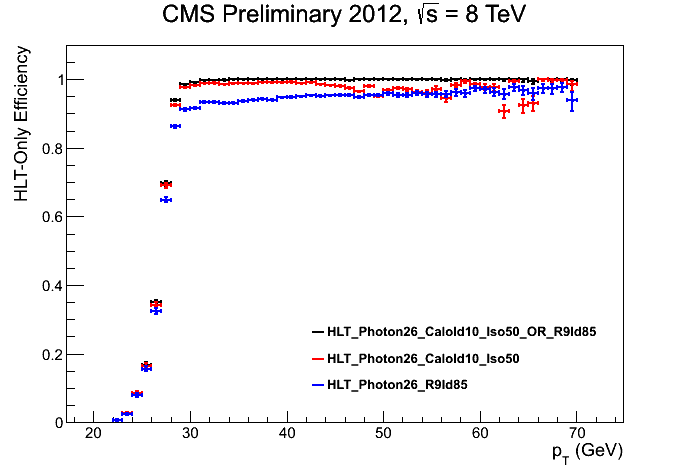 CMS Preliminary 2012, √s = 8 TeV
HLT-Only Efficiency
1
0.8
0.6
0.4
0.2
0
HLT_Photon26_CaloId10_Iso50_OR_R9Id85
HLT_Photon26_CaloId10_Iso50
HLT_Photon26_R9Id85
20 30 40 50 60 70
p_T (GeV)